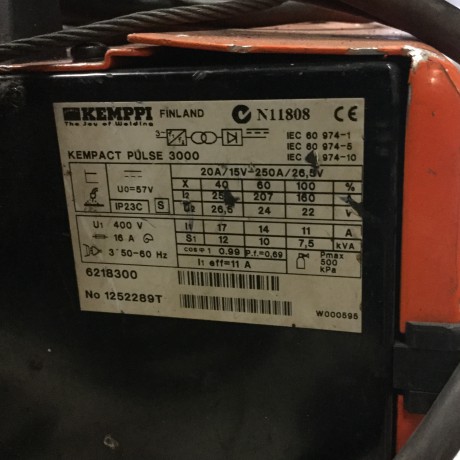 KEMPPI FINLAND N11808 CE
The Joy of Welding
IEC 60 974-1
IEC 60 974-5
IEC 60 974-10
KEMPACT PULSE 3000
20A/15V-250A/26,5V
X 40 60 100 %
U0=57V
I2 207 160 A
IP23C S
U2 26,5 24 22 V
U1 400 V
I1 17 14 11 A
16 A
S1 12 10 7,5 kVA
3~50-60 Hz
cos φ 1 0.99 P.f.=0,69
Pmax 500 kPa
I1 eff=11 A
6218300
No 1252289T
W000595